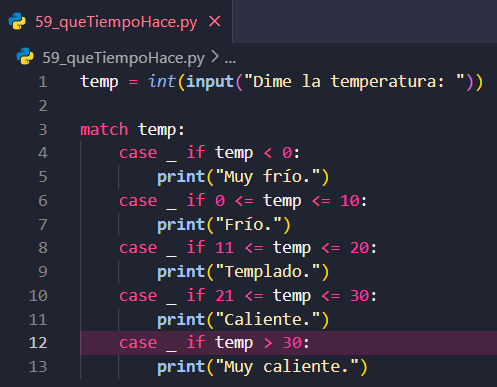 59_queTiempoHace.py ×
59_queTiempoHace.py > ...
1 temp = int(input("Dime la temperatura: "))
2
3 match temp:
4     case _ if temp < 0:
5         print("Muy frío.")
6     case _ if 0 <= temp <= 10:
7         print("Frío.")
8     case _ if 11 <= temp <= 20:
9         print("Templado.")
10     case _ if 21 <= temp <= 30:
11         print("Caliente.")
12     case _ if temp > 30:
13         print("Muy caliente.")